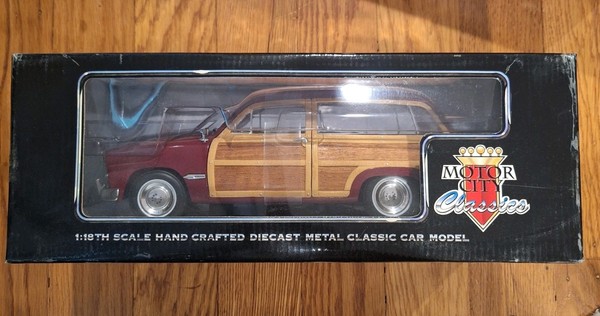 MOTOR
CITY
Classics
1:18TH SCALE HAND CRAFTED DIECAST METAL CLASSIC CAR MODEL